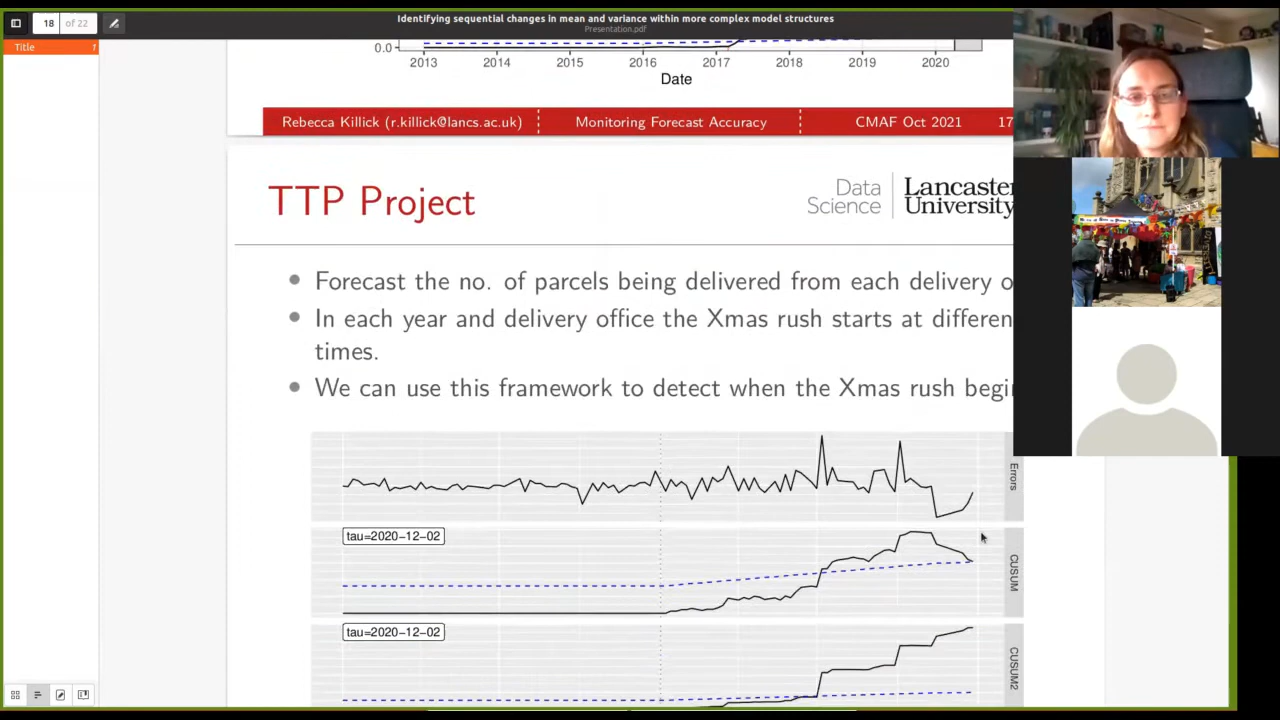 18 of 22
Identifying sequential changes in mean and variance within more complex model structures
Presentation.pdf
Title 1
0.0
2013 2014 2015 2016 2017 2018 2019 2020
Date
Rebecca Killick (r.killick@lancs.ac.uk) Monitoring Forecast Accuracy CMAF Oct 2021 17
TTP Project
Data Science
Lancaster University
Forecast the no. of parcels being delivered from each delivery o
In each year and delivery office the Xmas rush starts at differen
times.
We can use this framework to detect when the Xmas rush begin
Errors
tau=2020-12-02
CUSUM
tau=2020-12-02
CUSUM2